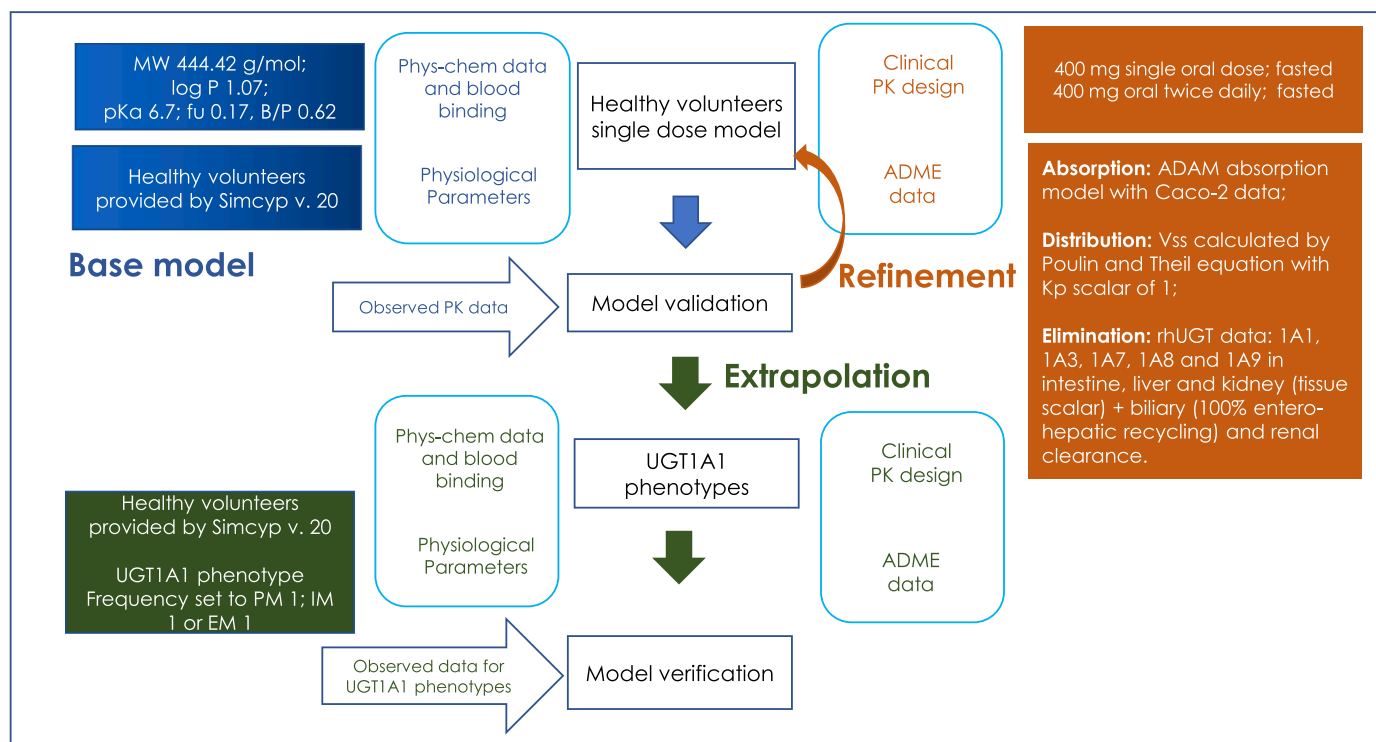 MW 444.42 g/mol;
log P 1.07;
pKa 6.7; fu 0.17, B/P 0.62
Healthy volunteers
provided by Simcyp v. 20
Base model
Phys-chem data
and blood
binding
Physiological
Parameters
Healthy volunteers
single dose model
Clinical
PK design
ADME
data
400 mg single oral dose; fasted
400 mg oral twice daily; fasted
Absorption: ADAM absorption
model with Caco-2 data;
Distribution: Vss calculated by
Poulin and Theil equation with
Kp scalar of 1;
Elimination: rhUGT data: 1A1,
1A3, 1A7, 1A8 and 1A9 in
intestine, liver and kidney (tissue
scalar) + biliary (100% entero-
hepatic recycling) and renal
clearance.
Refinement
Observed PK data
Model validation
Extrapolation
Phys-chem data
and blood
binding
Physiological
Parameters
UGT1A1
phenotypes
Clinical
PK design
ADME
data
Healthy volunteers
provided by Simcyp v. 20
UGT1A1 phenotype
Frequency set to PM 1; IM
1 or EM 1
Observed data for
UGT1A1 phenotypes
Model verification